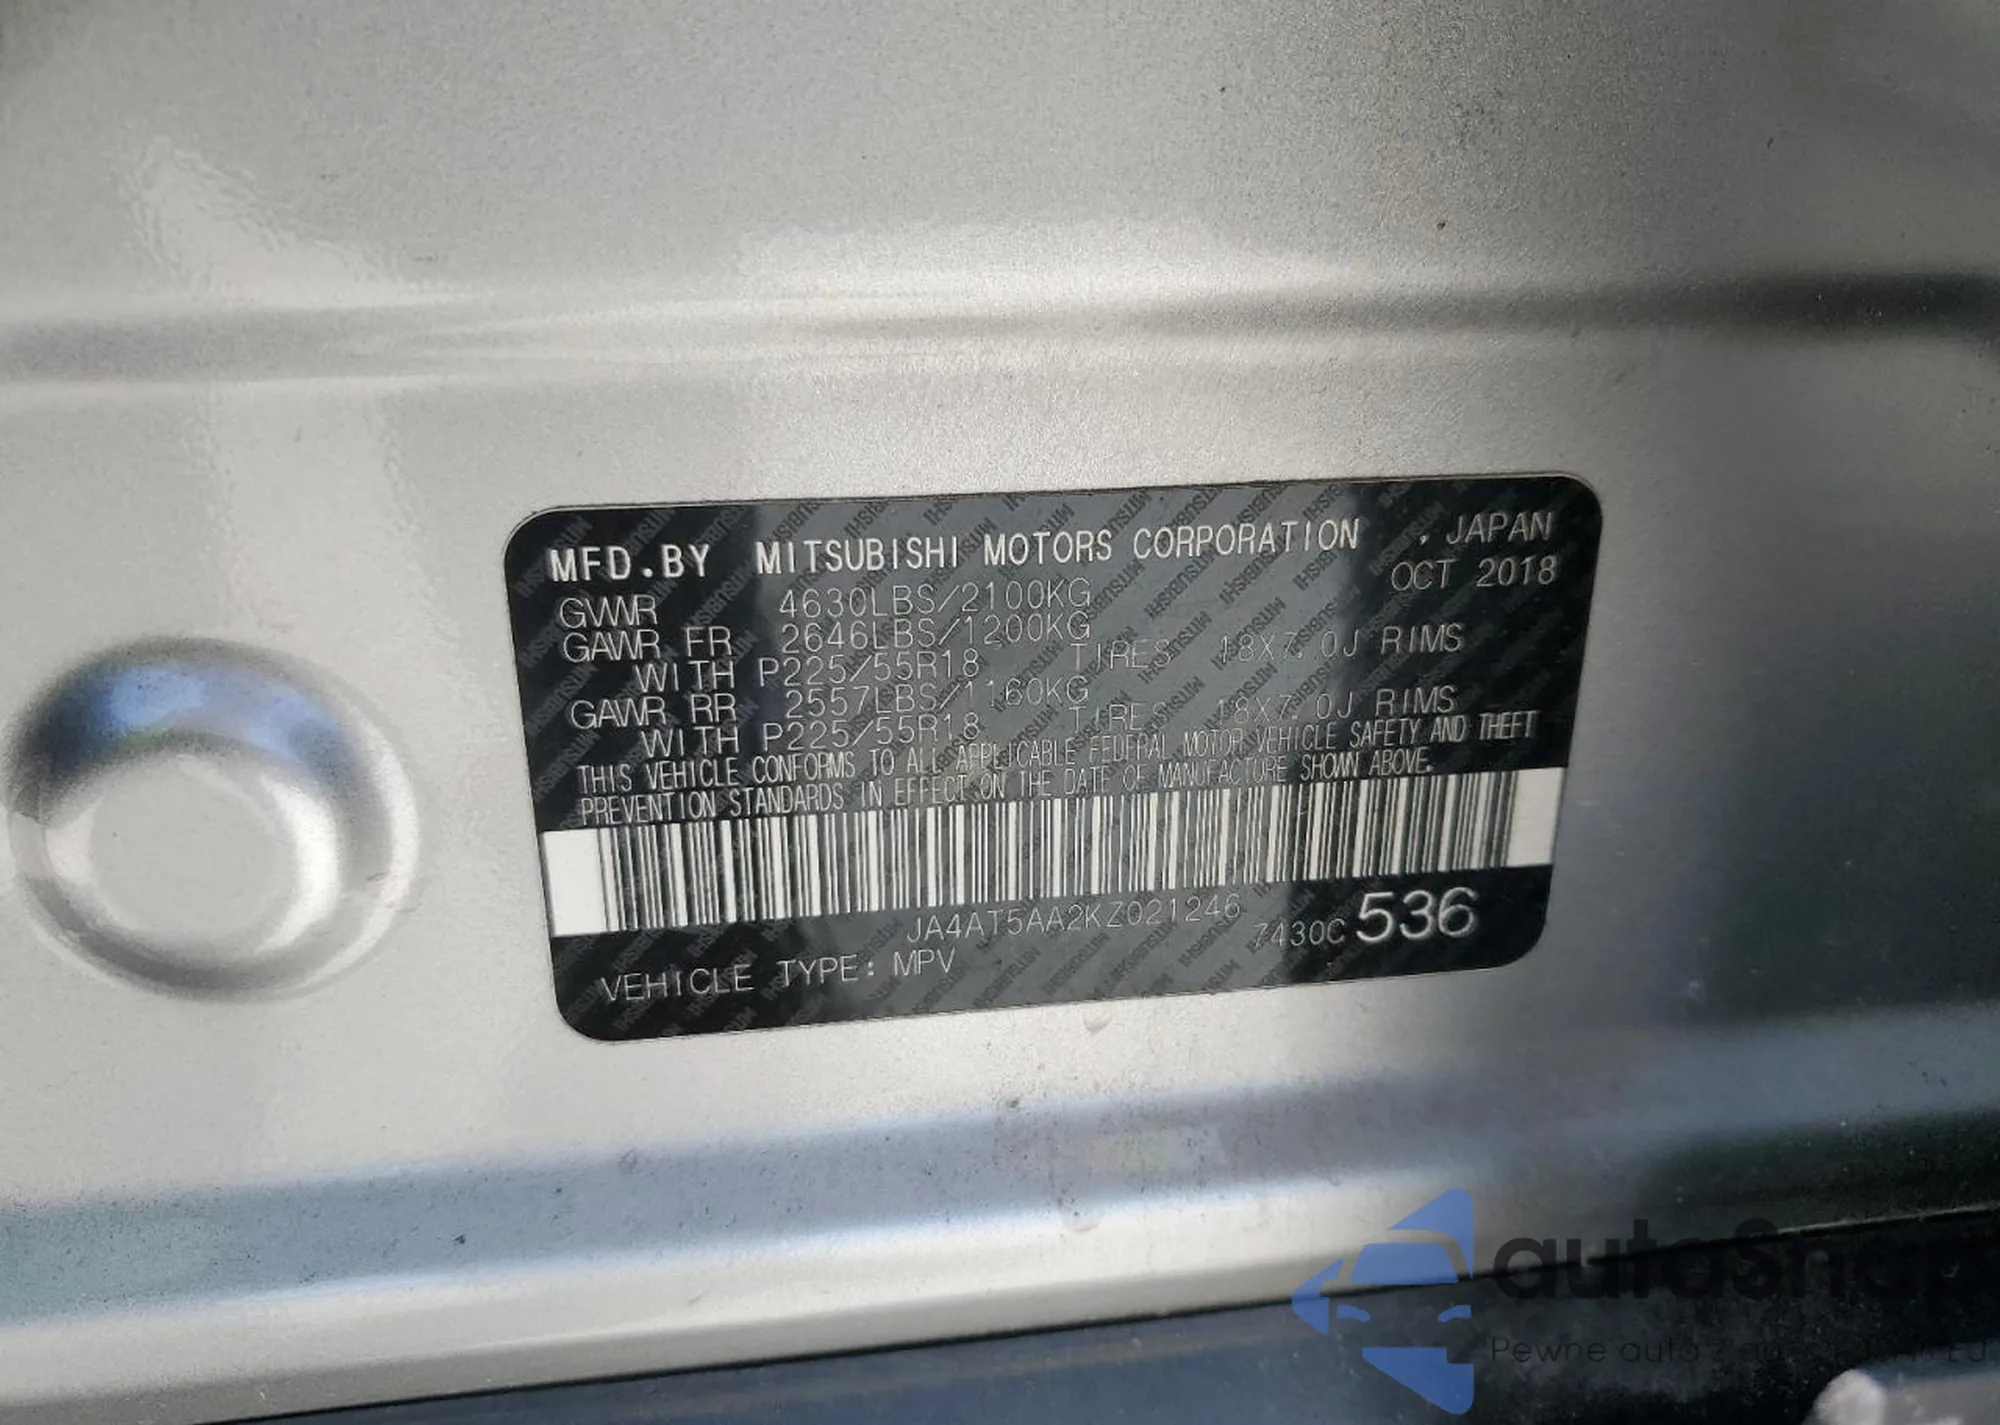 MFD.BY MITSUBISHI MOTORS CORPORATION , JAPAN
OCT 2018
GVWR 4630LBS/2100KG
GAWR FR 2646LBS/1200KG
WITH P225/55R18 TIRES 18X7.0J RIMS
GAWR RR 2557LBS/1160KG
WITH P225/55R18 TIRES 18X7.0J RIMS
THIS VEHICLE CONFORMS TO ALL APPLICABLE FEDERAL MOTOR VEHICLE SAFETY AND THEFT
PREVENTION STANDARDS IN EFFECT ON THE DATE OF MANUFACTURE SHOWN ABOVE.
JA4AT5AA2KZ021246 7430C 536
VEHICLE TYPE: MPV
autoSnap
Pewne auto z